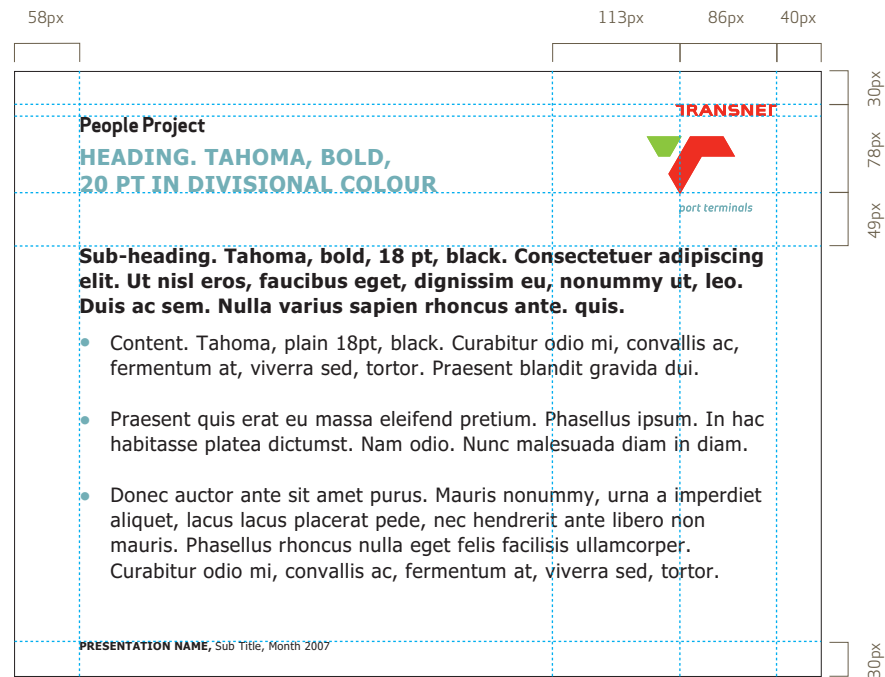 58px
113px
86px
40px
30px
TRANSNET
People Project
78px
HEADING. TAHOMA, BOLD,
20 PT IN DIVISIONAL COLOUR
port terminals
49px
Sub-heading. Tahoma, bold, 18 pt, black. Consectetuer adipiscing
elit. Ut nisl eros, faucibus eget, dignissim eu, nonummy ut, leo.
Duis ac sem. Nulla varius sapien rhoncus ante. quis.
• Content. Tahoma, plain 18pt, black. Curabitur odio mi, convallis ac,
fermentum at, viverra sed, tortor. Praesent blandit gravida dui.
• Praesent quis erat eu massa eleifend pretium. Phasellus ipsum. In hac
habitasse platea dictumst. Nam odio. Nunc malesuada diam in diam.
• Donec auctor ante sit amet purus. Mauris nonummy, urna a imperdiet
aliquet, lacus lacus placerat pede, nec hendrerit ante libero non
mauris. Phasellus rhoncus nulla eget felis facilisis ullamcorper.
Curabitur odio mi, convallis ac, fermentum at, viverra sed, tortor.
PRESENTATION NAME, Sub Title, Month 2007
30px